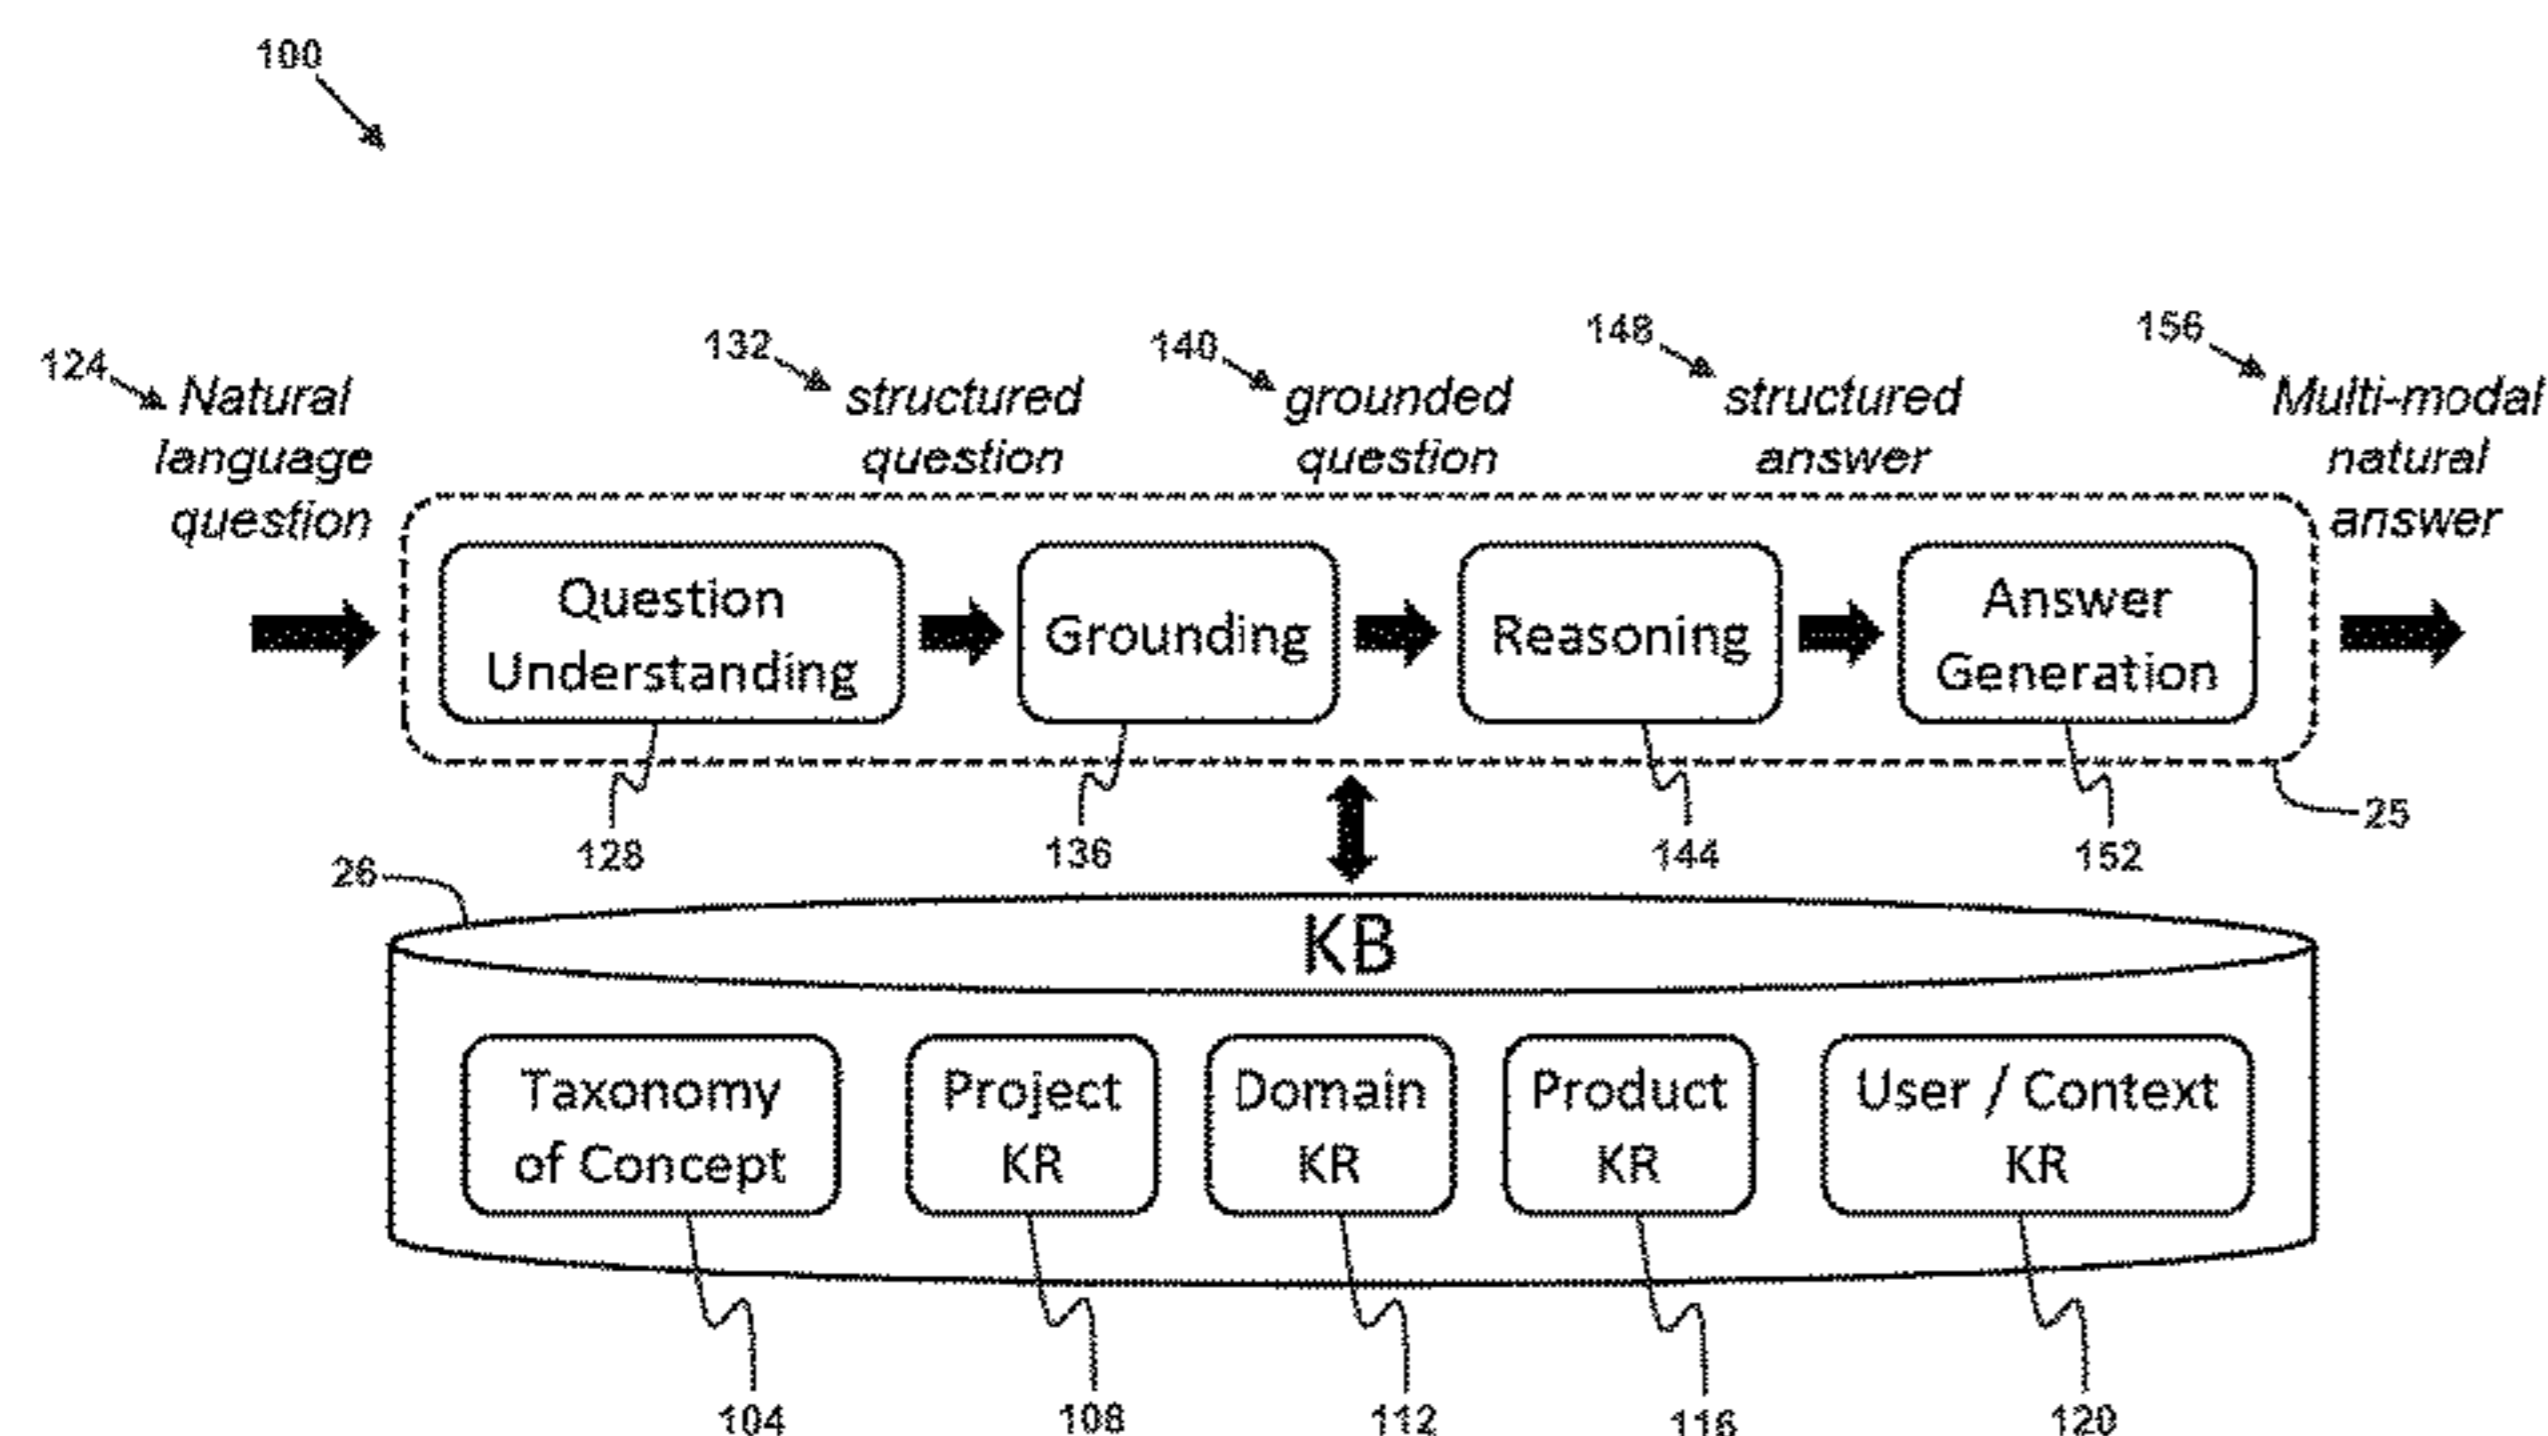 100
124
Natural
language
question
132
structured
question
140
grounded
question
148
structured
answer
156
Multi-modal
natural
answer
Question
Understanding
Grounding
Reasoning
Answer
Generation
128
136
144
152
25
26
KB
Taxonomy
of Concept
Project
KR
Domain
KR
Product
KR
User / Context
KR
104
108
112
116
120